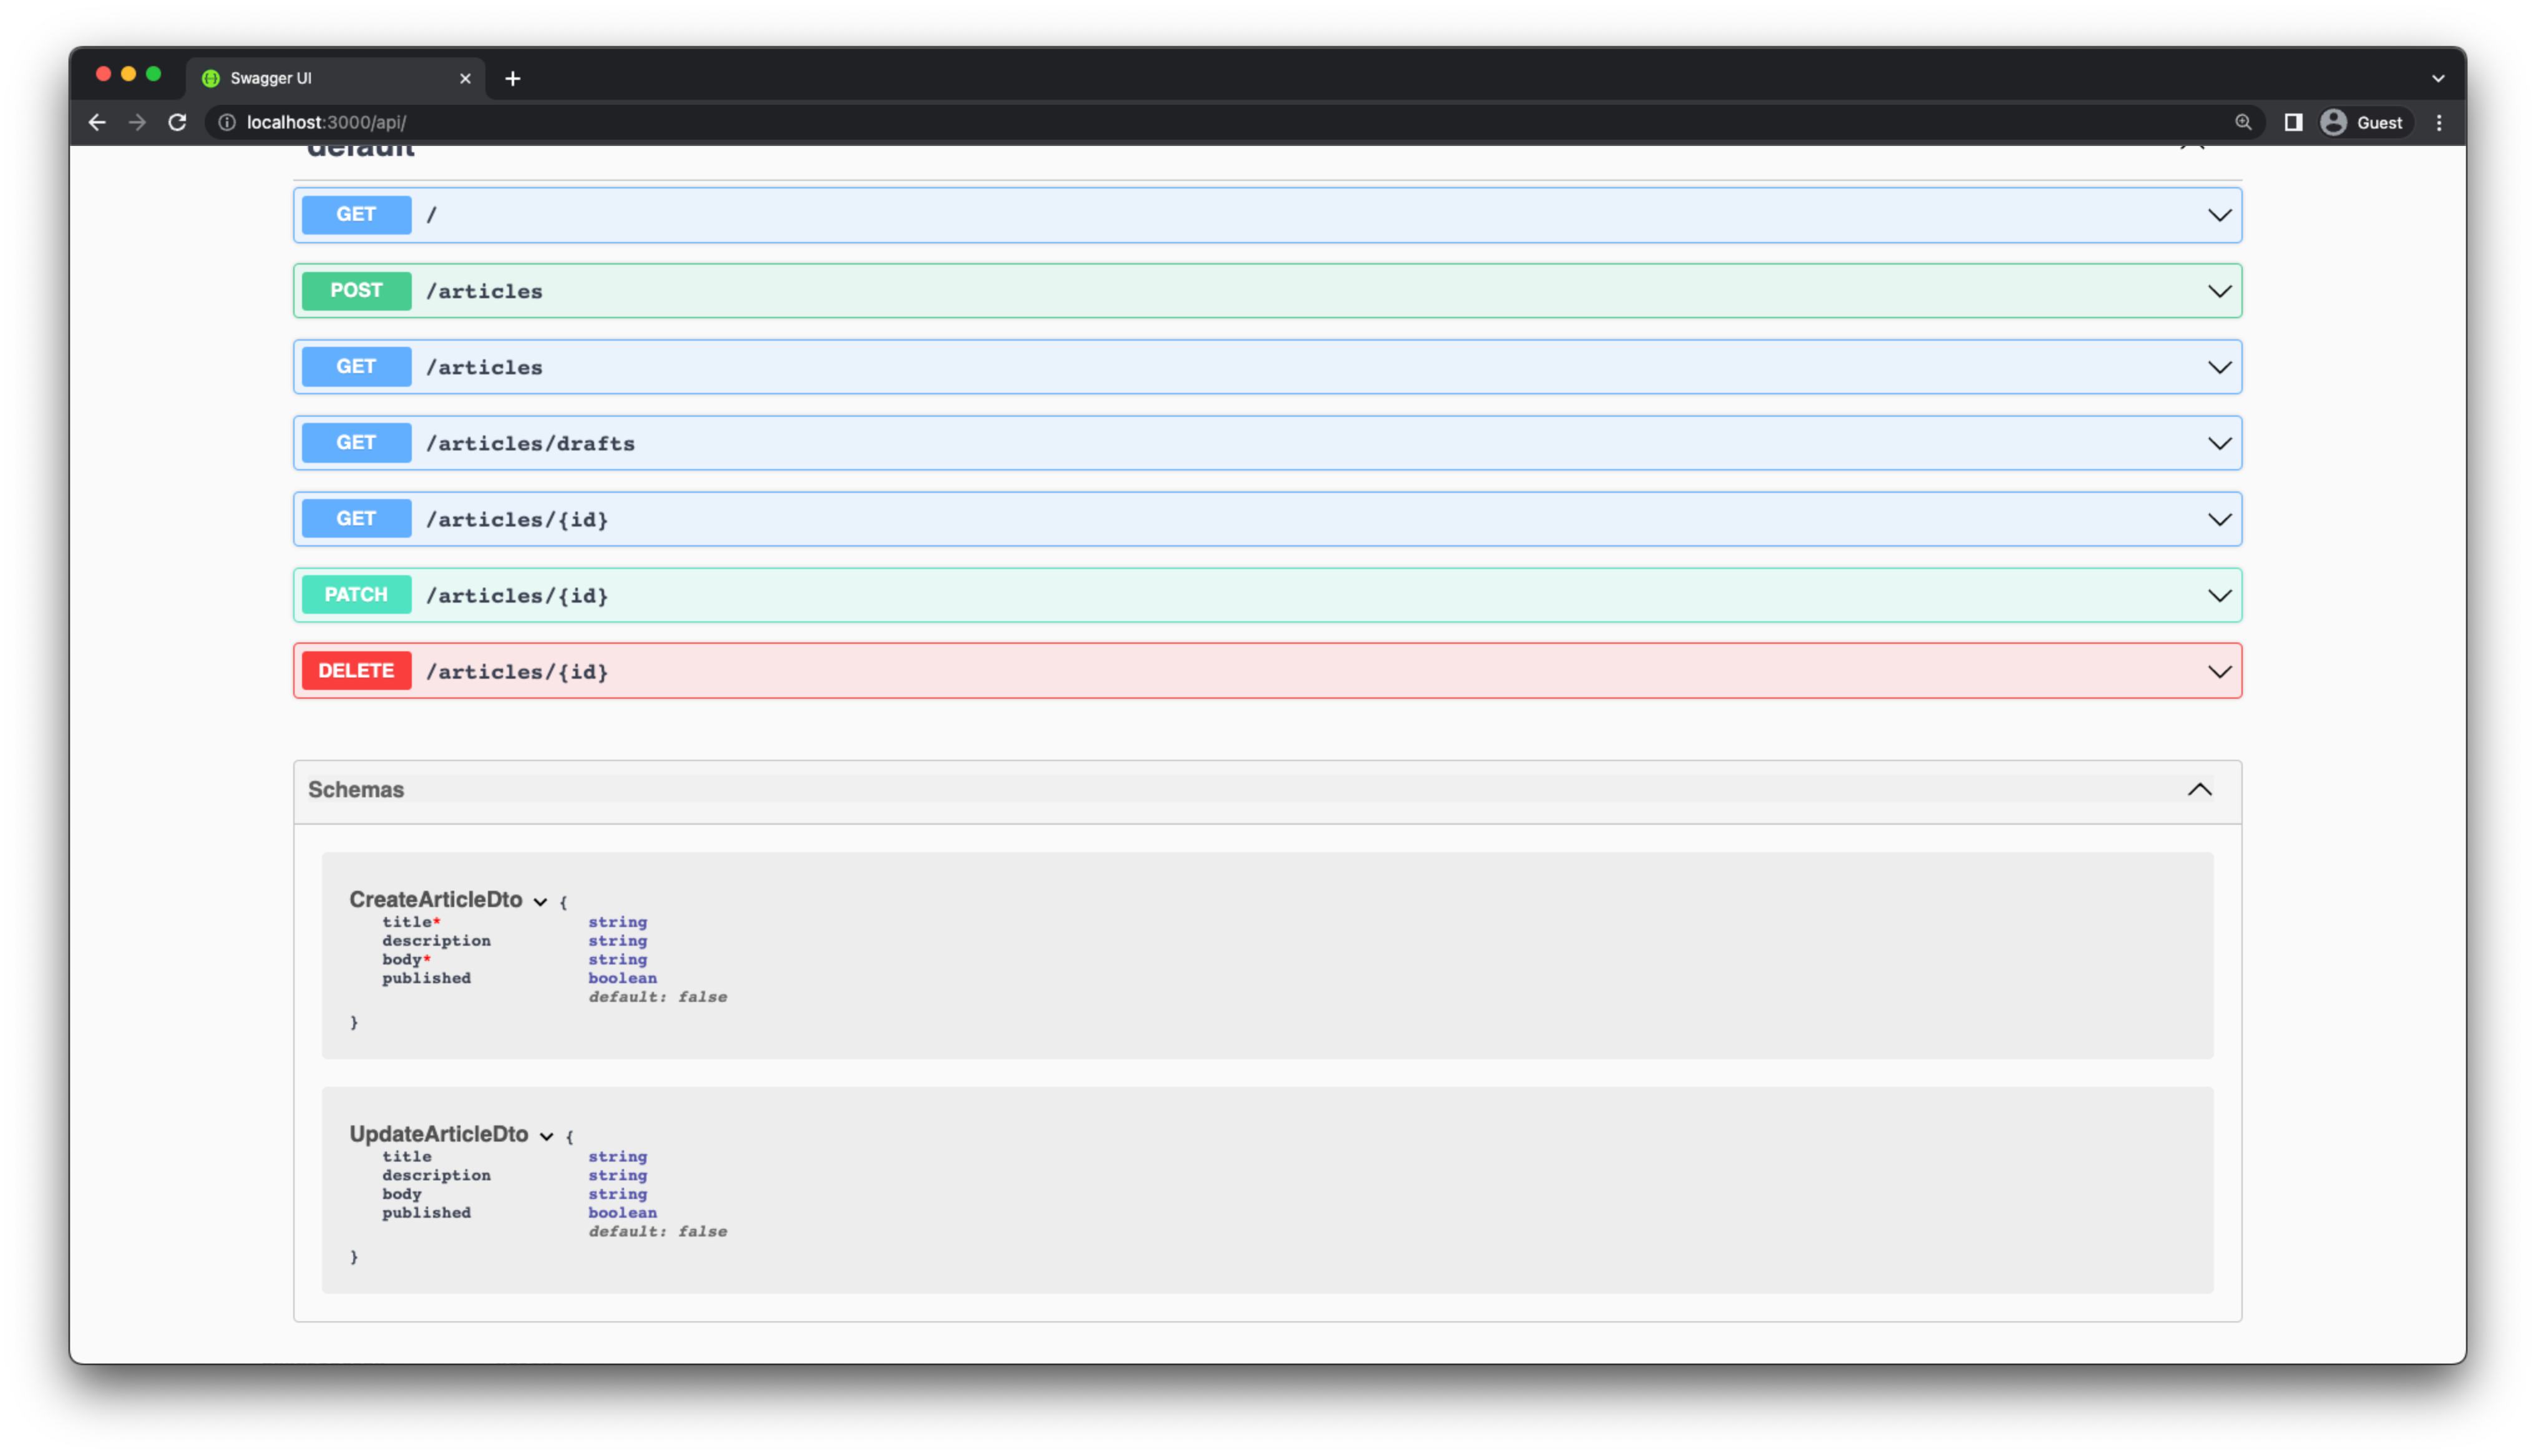 Swagger UI
localhost:3000/api/
Guest
default
GET /
POST /articles
GET /articles
GET /articles/drafts
GET /articles/{id}
PATCH /articles/{id}
DELETE /articles/{id}
Schemas
CreateArticleDto {
title* string
description string
body* string
published boolean
default: false
}
UpdateArticleDto {
title string
description string
body string
published boolean
default: false
}